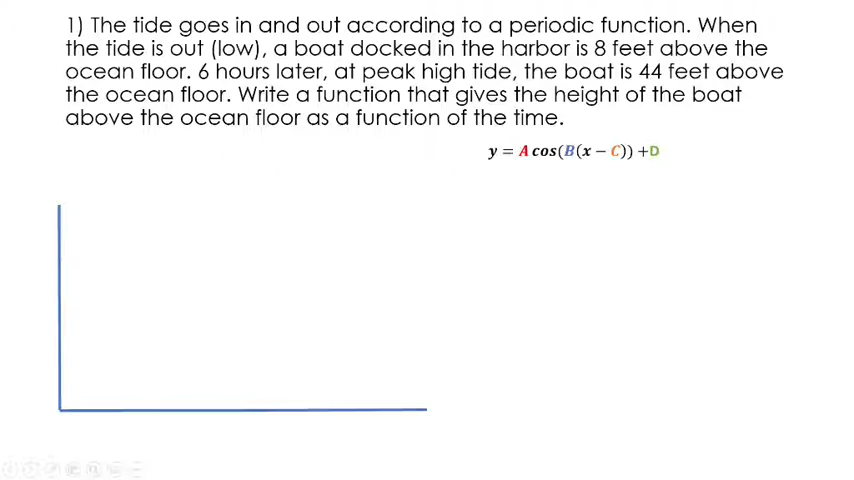 1) The tide goes in and out according to a periodic function. When
the tide is out (low), a boat docked in the harbor is 8 feet above the
ocean floor. 6 hours later, at peak high tide, the boat is 44 feet above
the ocean floor. Write a function that gives the height of the boat
above the ocean floor as a function of the time.
y = A cos(B(x − C)) +D